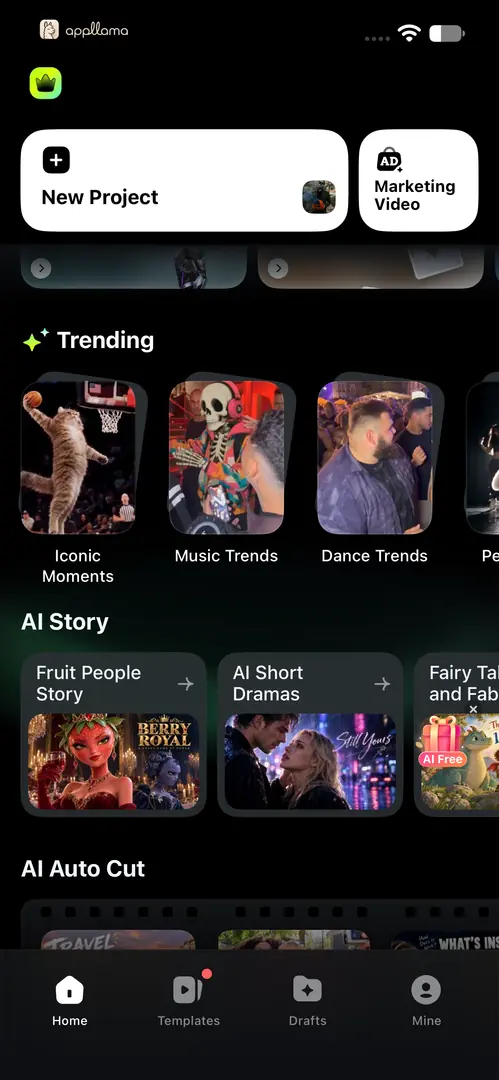 appllama
New Project
AD
Marketing
Video
Trending
Iconic
Moments
Music Trends
Dance Trends
Pe
AI Story
Fruit People
Story
BERRY
ROYAL
AI Short
Dramas
Still Yours
Fairy Tal
and Fab
AI Free
AI Auto Cut
TRAVEL
WHAT'S INS
Home
Templates
Drafts
Mine